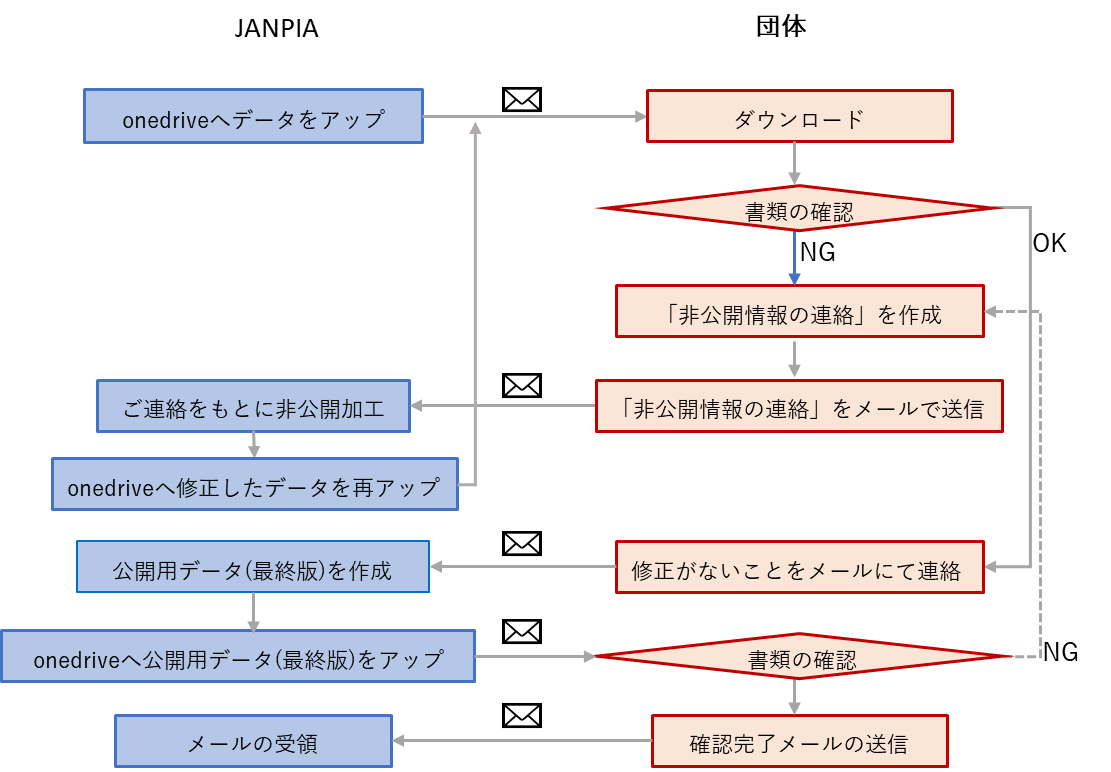 JANPIA
団体
onedriveへデータをアップ
ダウンロード
書類の確認
OK
NG
「非公開情報の連絡」を作成
ご連絡をもとに非公開加工
「非公開情報の連絡」をメールで送信
onedriveへ修正したデータを再アップ
公開用データ(最終版)を作成
修正がないことをメールにて連絡
onedriveへ公開用データ(最終版)をアップ
書類の確認
NG
メールの受領
確認完了メールの送信